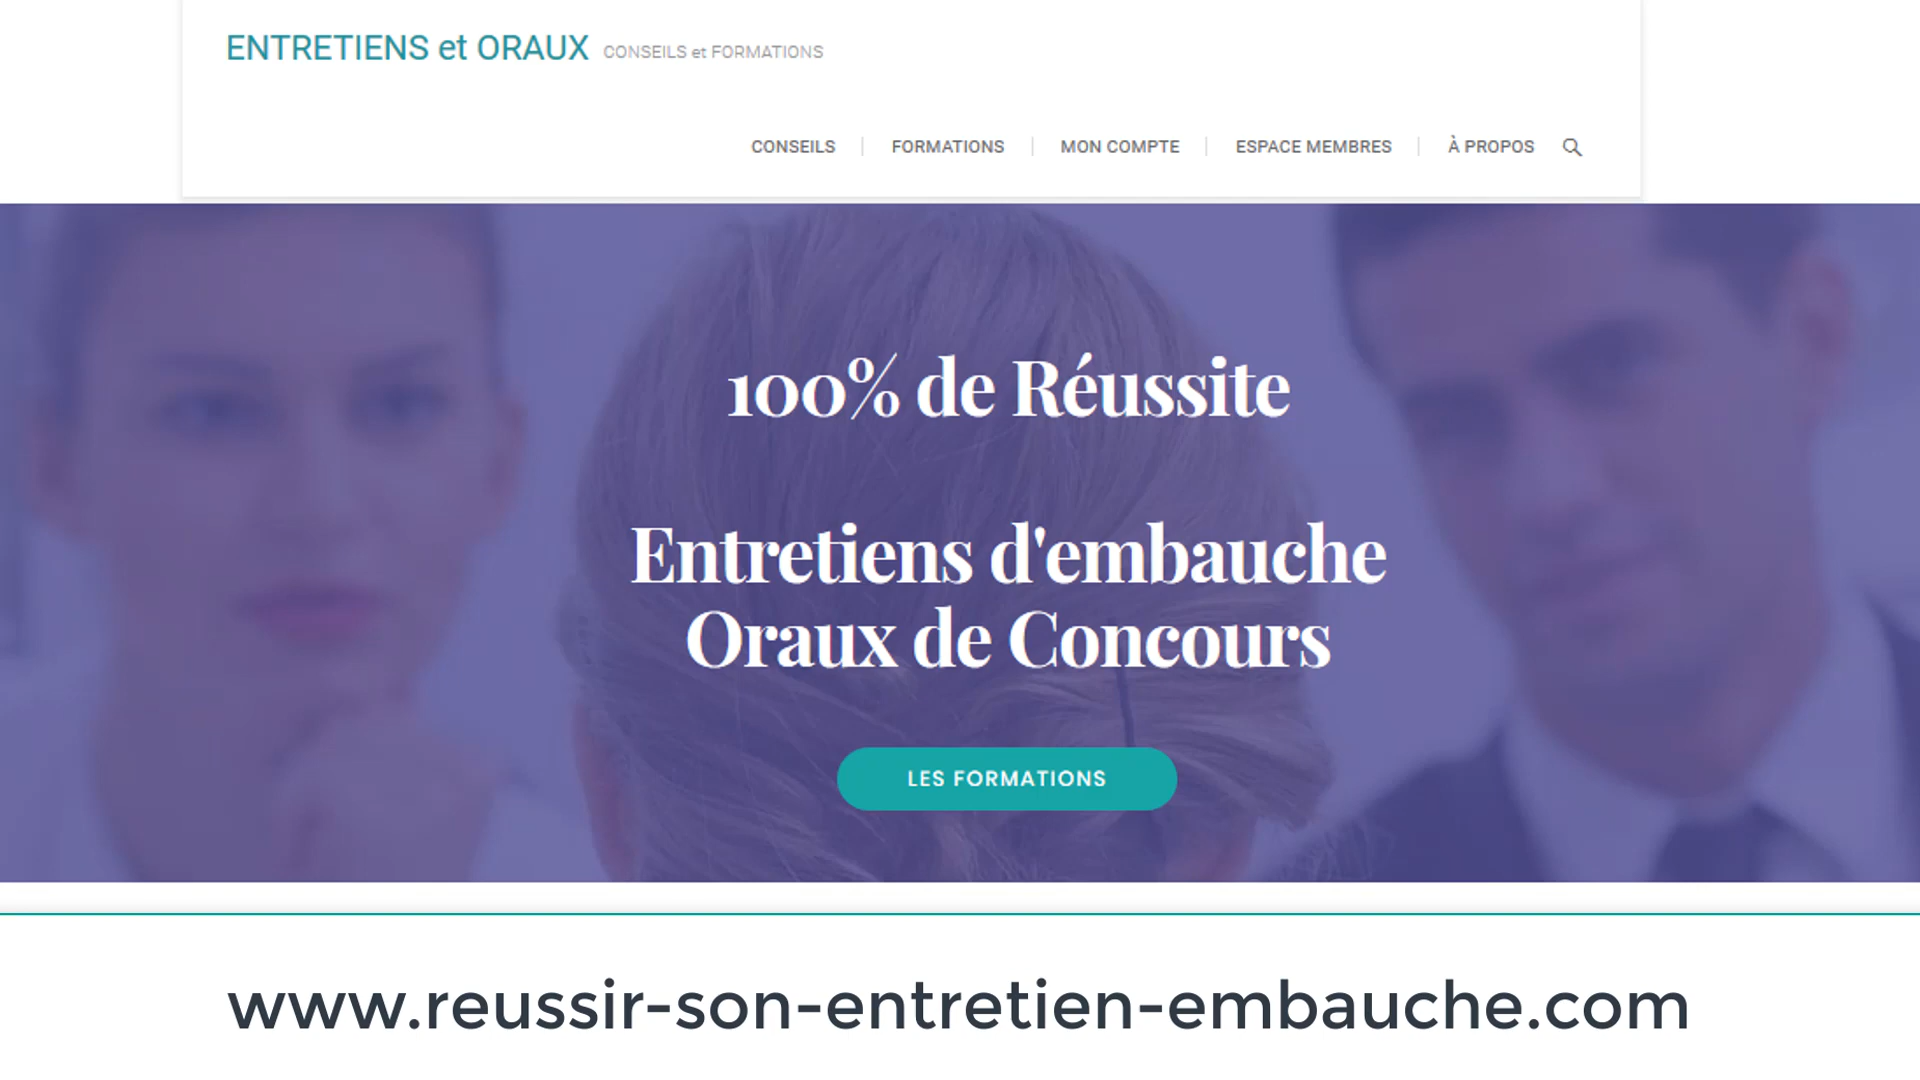 ENTRETIENS et ORAUX CONSEILS et FORMATIONS
CONSEILS FORMATIONS MON COMPTE ESPACE MEMBRES À PROPOS
100% de Réussite
Entretiens d'embauche
Oraux de Concours
LES FORMATIONS
www.reussir-son-entretien-embauche.com